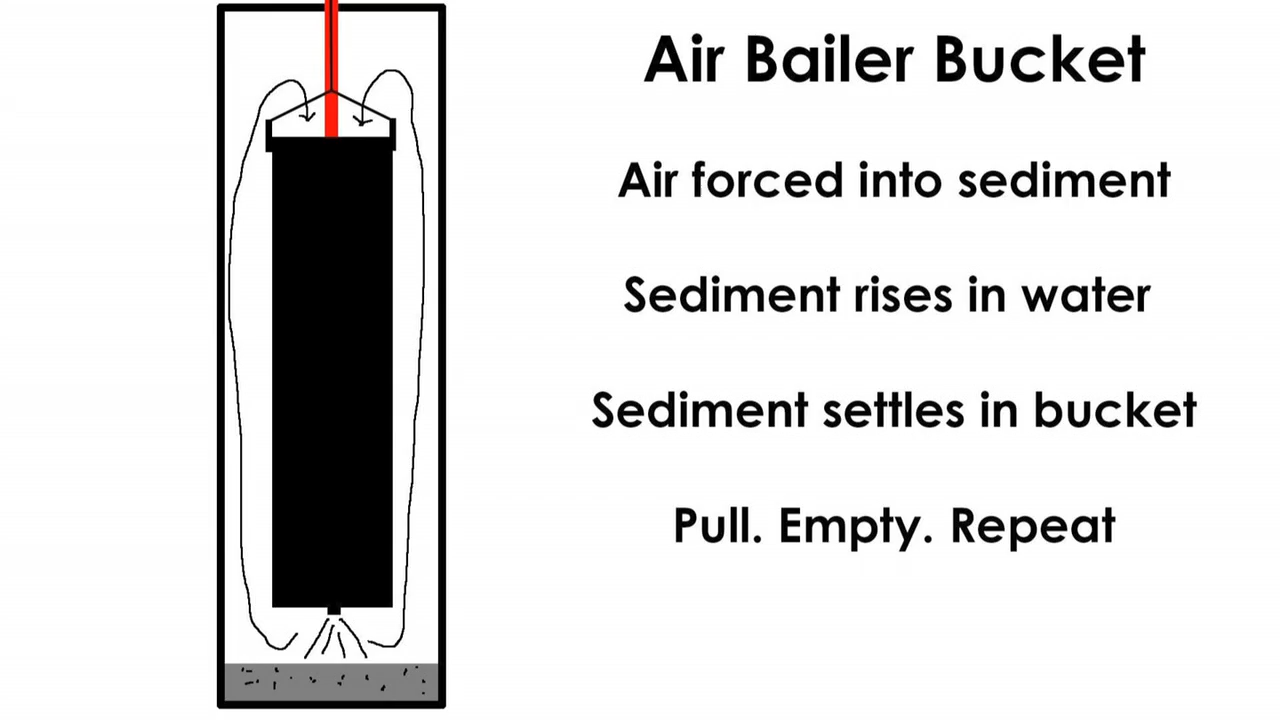 Air Bailer Bucket
Air forced into sediment
Sediment rises in water
Sediment settles in bucket
Pull. Empty. Repeat